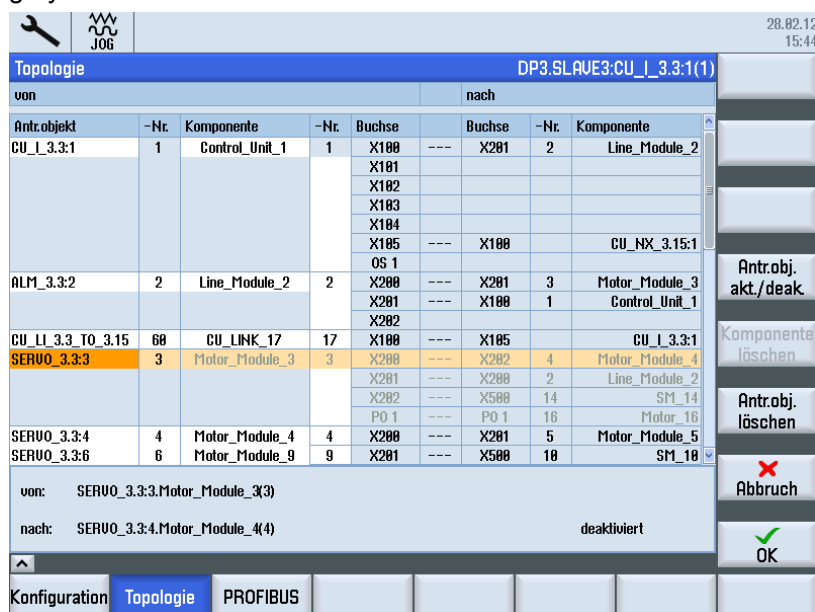 JOG
28.02.12
15:44
Topologie DP3.SLAVE3:CU_I_3.3:1(1)
von nach
Antr.objekt -Nr. Komponente -Nr. Buchse Buchse -Nr. Komponente
CU_I_3.3:1 1 Control_Unit_1 1 X100 --- X201 2 Line_Module_2
X101
X102
X103
X104
X105 --- X100 CU_NX_3.15:1
OS 1
ALM_3.3:2 2 Line_Module_2 2 X200 --- X201 3 Motor_Module_3
X201 --- X100 1 Control_Unit_1
X202
CU_LI_3.3_TO_3.15 60 CU_LINK_17 17 X100 --- X105 CU_I_3.3:1
SERVO_3.3:3 3 Motor_Module_3 3 X200 --- X202 4 Motor_Module_4
X201 --- X200 2 Line_Module_2
X202 --- X500 14 SM_14
PO 1 --- PO 1 16 Motor_16
SERVO_3.3:4 4 Motor_Module_4 4 X200 --- X201 5 Motor_Module_5
SERVO_3.3:6 6 Motor_Module_9 9 X201 --- X500 10 SM_10
von: SERVO_3.3:3.Motor_Module_3(3)
nach: SERVO_3.3:4.Motor_Module_4(4) deaktiviert
Antr.obj.
akt./deak.
Komponente
löschen
Antr.obj.
löschen
Abbruch
OK
Konfiguration Topologie PROFIBUS